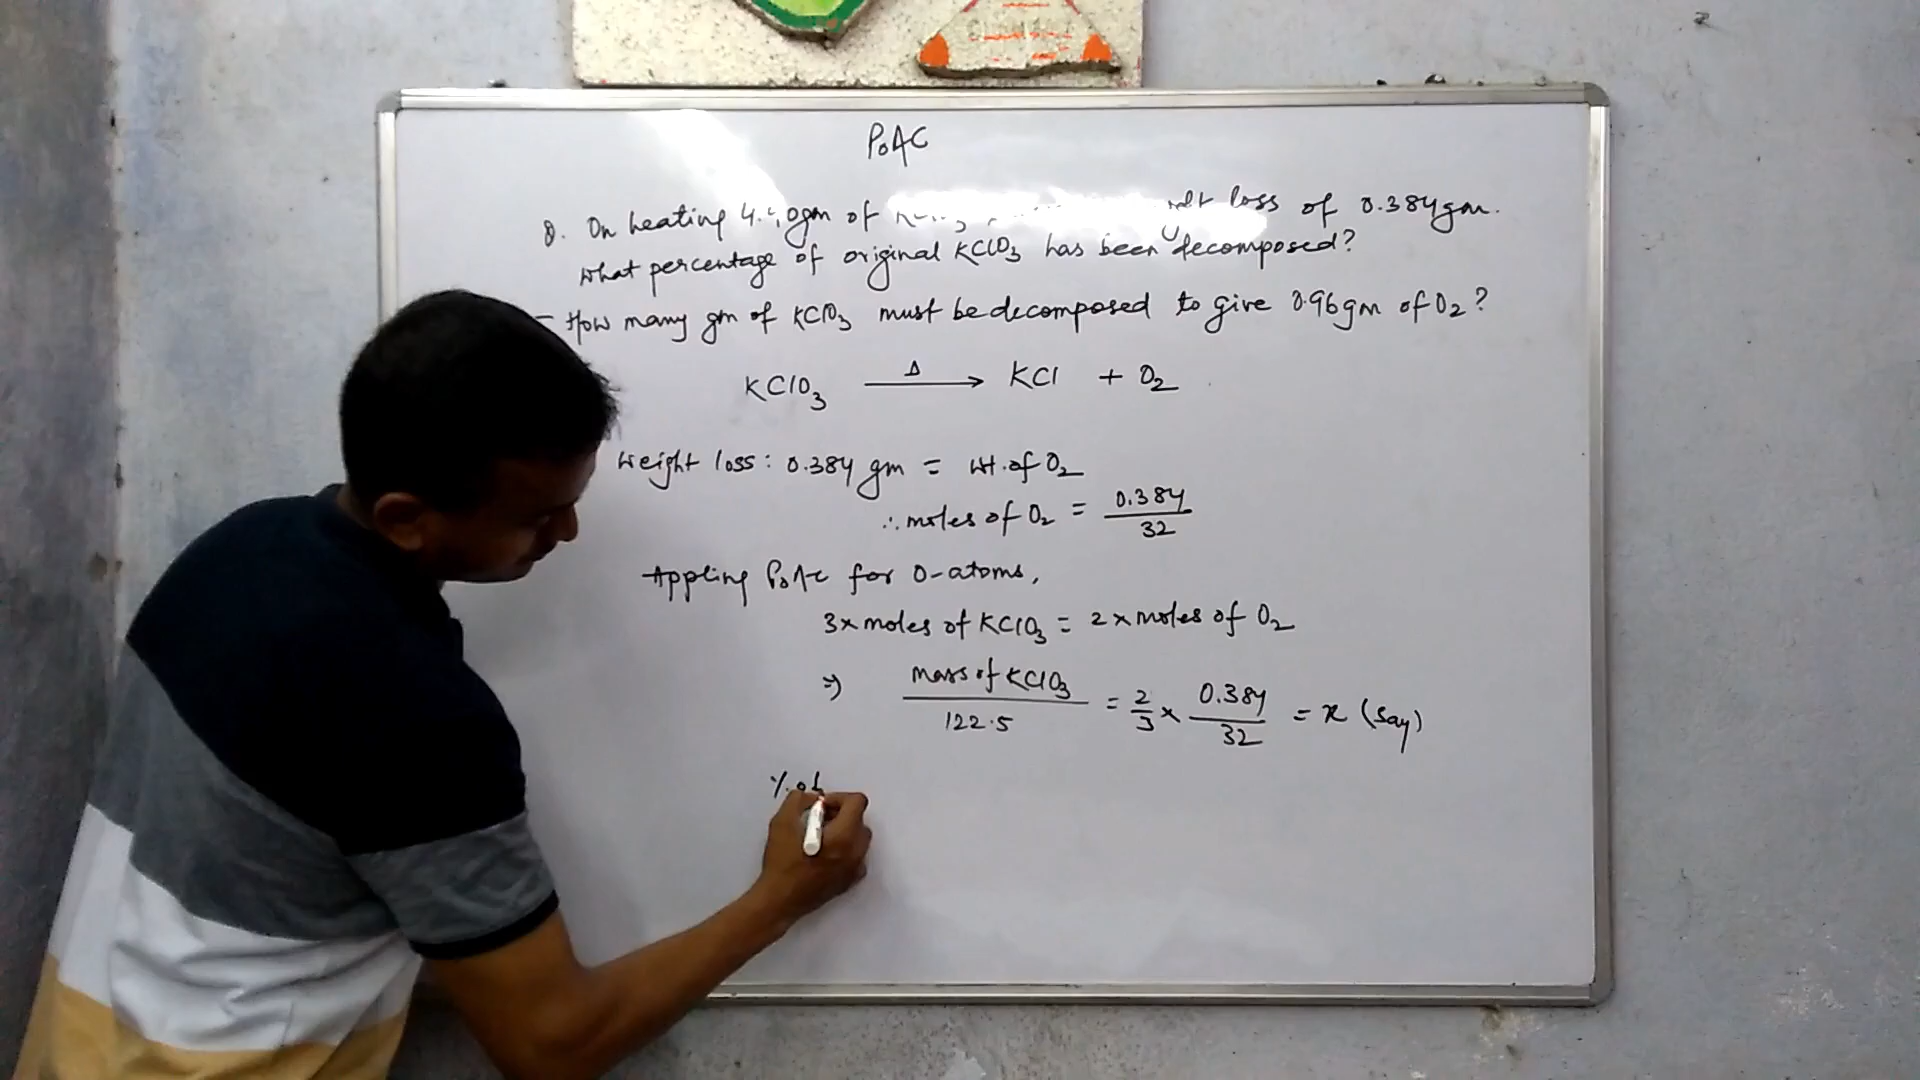 PoAC
Q. On heating gm of loss of 0.384gm.
What percentage of original KClO3 has been decomposed?
- How many gm of KClO3 must be decomposed to give 0.96gm of O2?
KClO3 Δ → KCl + O2
Weight loss: 0.384 gm = wt. of O2
∴ moles of O2 = 0.384/32
Appling PoAC for O-atoms,
3 x moles of KClO3 = 2 x moles of O2
⇒ mass of KClO3/122.5 = 2/3 x 0.384/32 = x (say)
% of